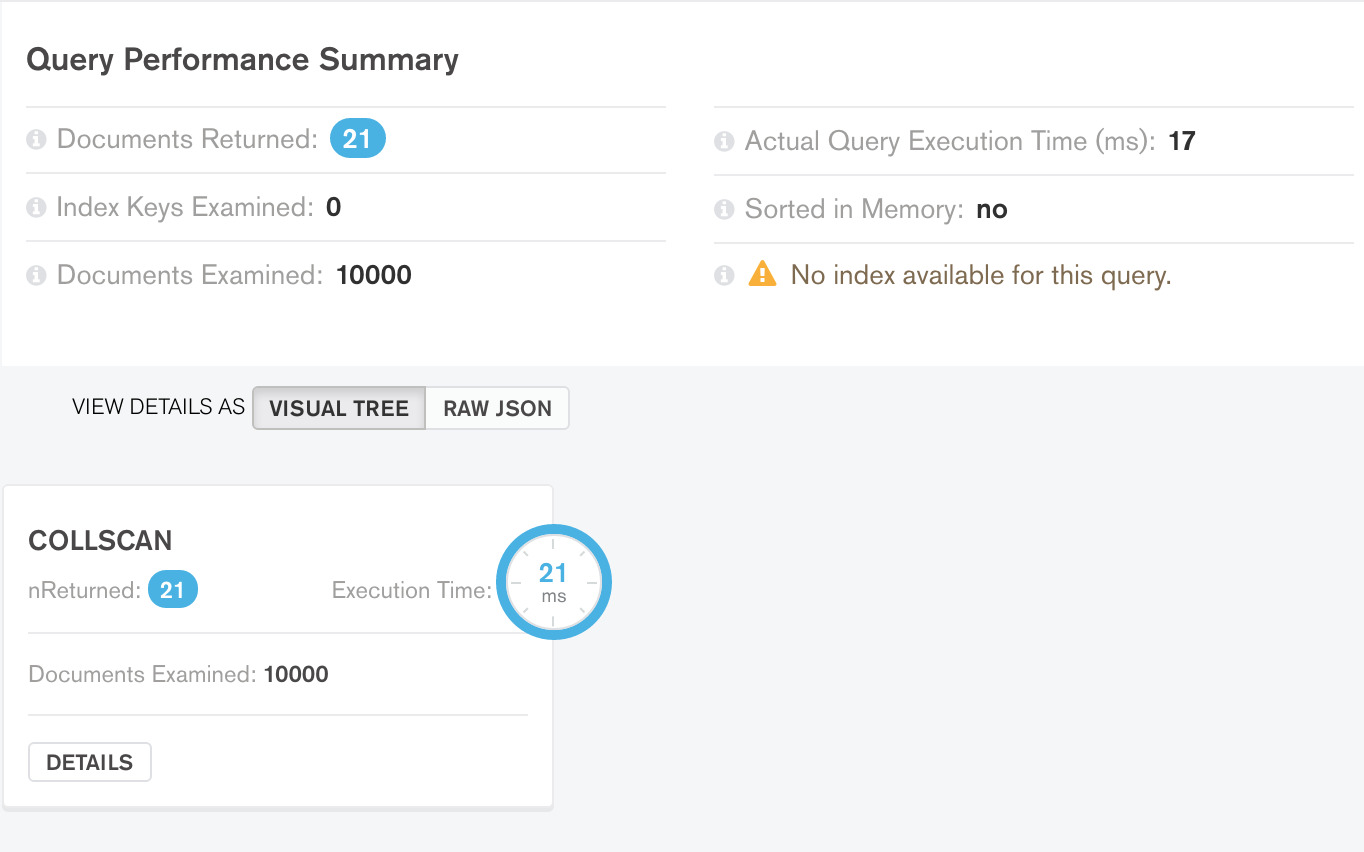 Query Performance Summary
Documents Returned: 21
Index Keys Examined: 0
Documents Examined: 10000
Actual Query Execution Time (ms): 17
Sorted in Memory: no
No index available for this query.
VIEW DETAILS AS VISUAL TREE RAW JSON
COLLSCAN
nReturned: 21 Execution Time: 21
ms
Documents Examined: 10000
DETAILS